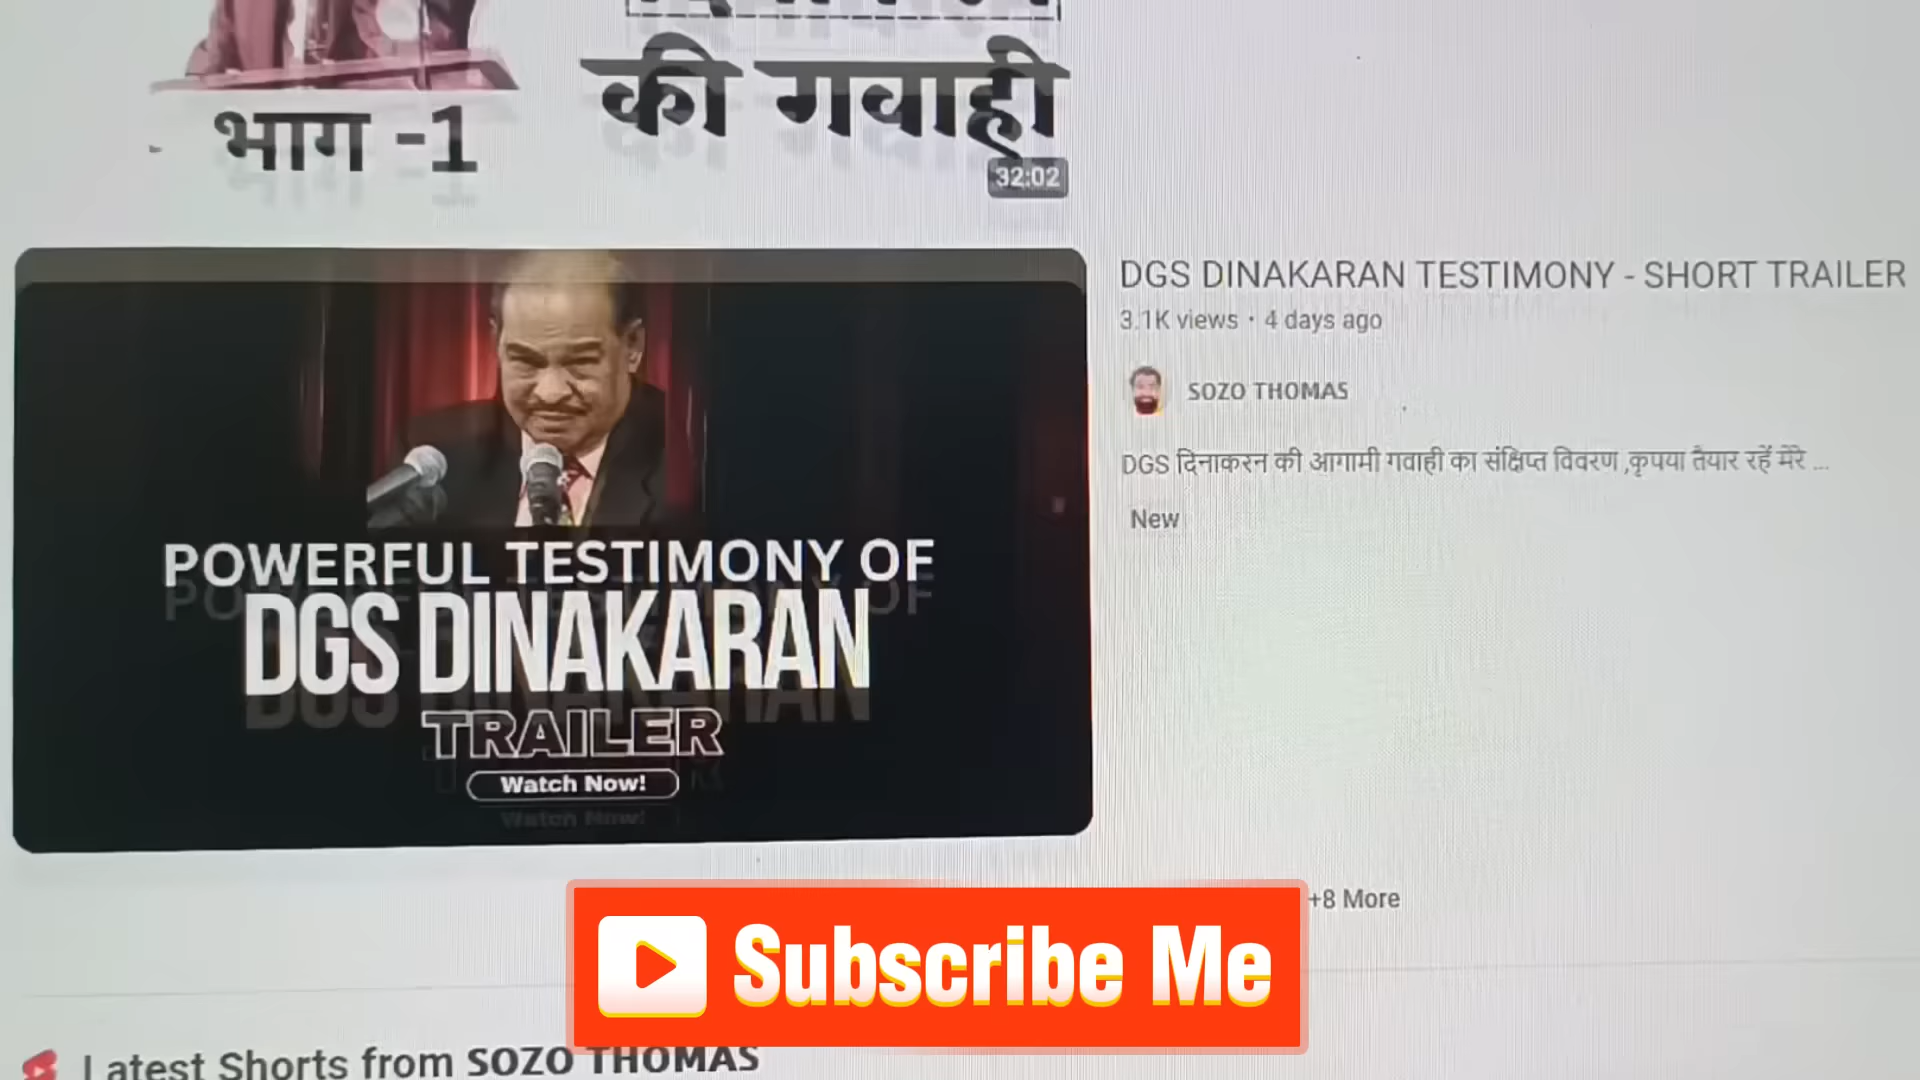 की गवाही
भाग -1
32:02
POWERFUL TESTIMONY OF
DGS DINAKARAN
TRAILER
Watch Now!
DGS DINAKARAN TESTIMONY - SHORT TRAILER
3.1K views • 4 days ago
SOZO THOMAS
DGS दिनाकरन की आगामी गवाही का संक्षिप्त विवरण ,कृपया तैयार रहें मेरे ...
New
+8 More
Subscribe Me
Latest Shorts from SOZO THOMAS